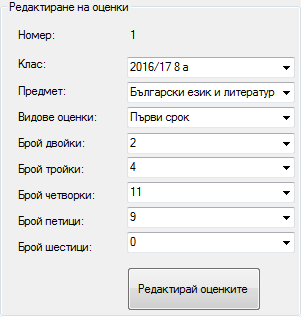 Редактиране на оценки
Номер: 1
Клас: 2016/17 8 а
Предмет: Български език и литератур
Видове оценки: Първи срок
Брой двойки: 2
Брой тройки: 4
Брой четворки: 11
Брой петици: 9
Брой шестици: 0
Редактирай оценките